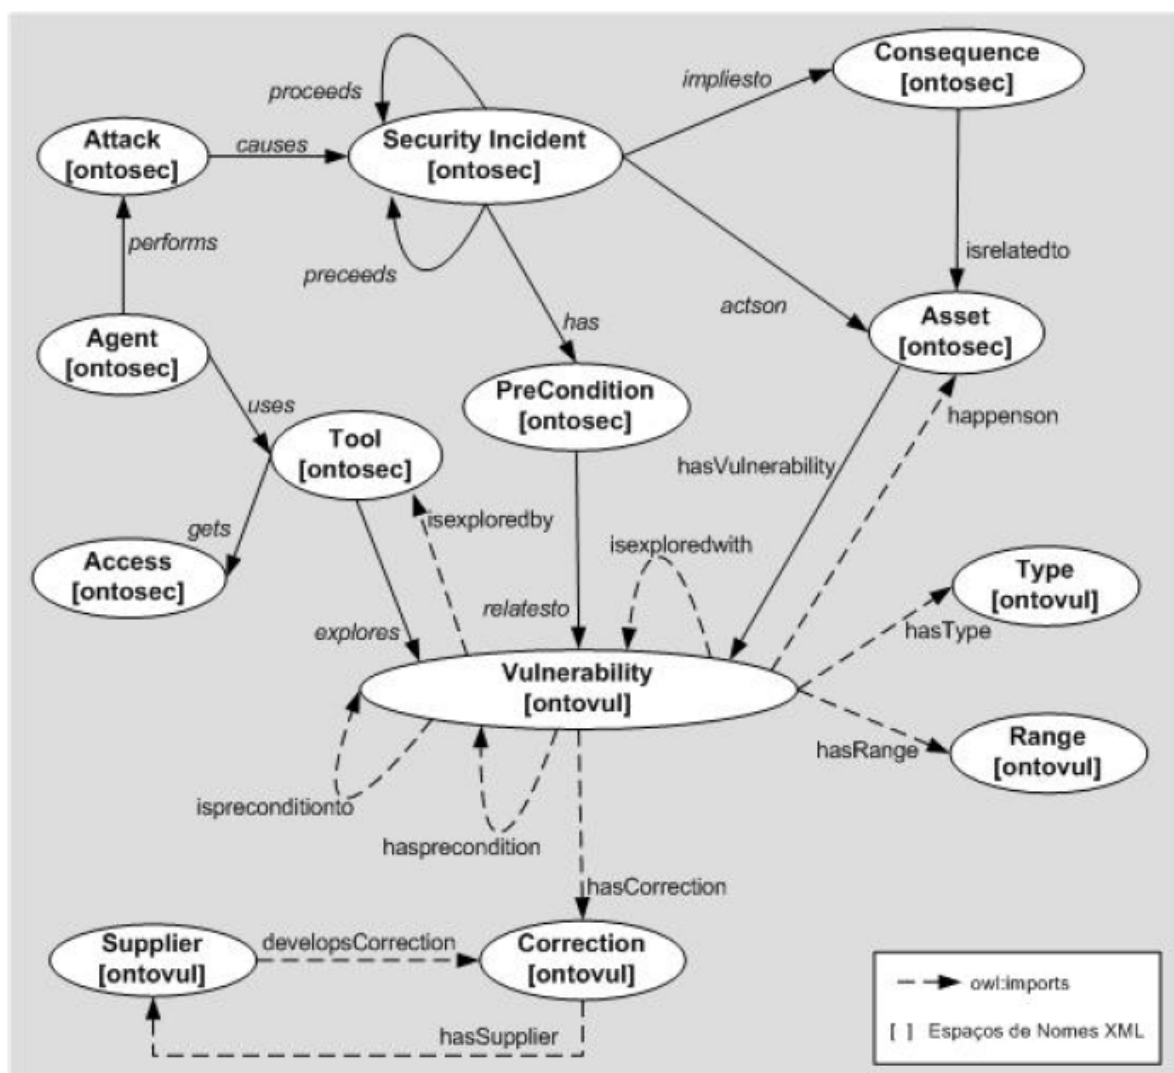 proceeds
impliesto
Consequence
[ontosec]
Attack
[ontosec]
causes
Security Incident
[ontosec]
performs
preceeds
isrelatedto
has
actson
Agent
[ontosec]
Asset
[ontosec]
uses
PreCondition
[ontosec]
happenson
Tool
[ontosec]
hasVulnerability
gets
isexploredby
isexploredwith
Access
[ontosec]
Type
[ontovul]
relatesto
explores
hasType
Vulnerability
[ontovul]
hasRange
Range
[ontovul]
ispreconditionto
hasprecondition
hasCorrection
Supplier
[ontovul]
developsCorrection
Correction
[ontovul]
hasSupplier
owl:imports
[ ] Espaços de Nomes XML